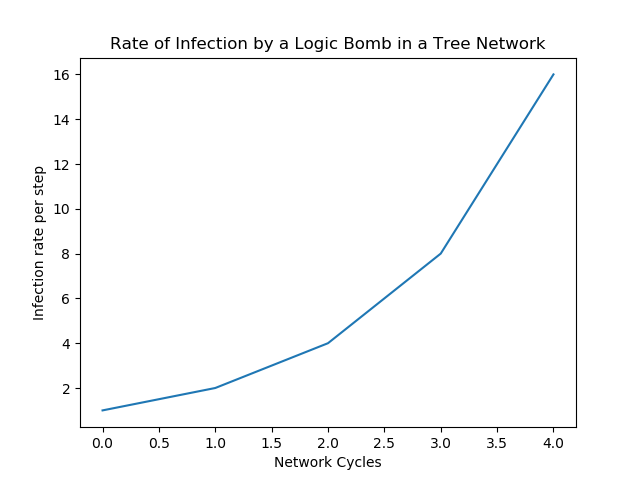 Rate of Infection by a Logic Bomb in a Tree Network
16
14
12
10
8
6
4
2
Infection rate per step
0.0 0.5 1.0 1.5 2.0 2.5 3.0 3.5 4.0
Network Cycles